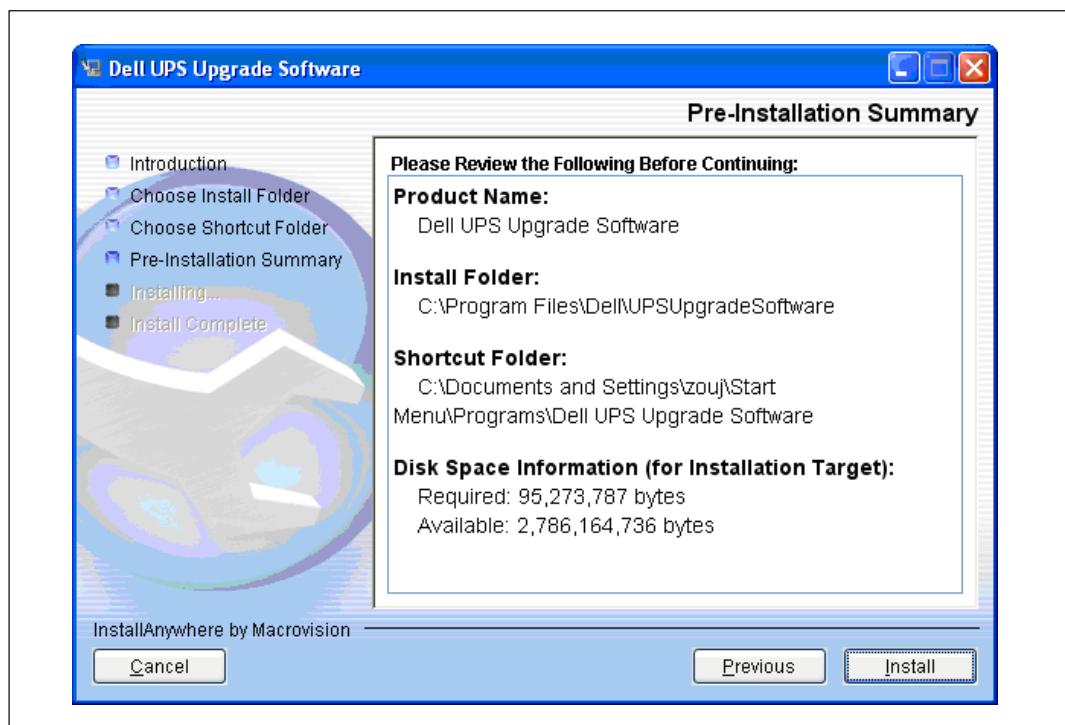 Dell UPS Upgrade Software
Pre-Installation Summary
Introduction
Choose Install Folder
Choose Shortcut Folder
Pre-Installation Summary
Installing...
Install Complete
Please Review the Following Before Continuing:
Product Name:
Dell UPS Upgrade Software
Install Folder:
C:\Program Files\Dell\UPSUpgradeSoftware
Shortcut Folder:
C:\Documents and Settings\zouj\Start
Menu\Programs\Dell UPS Upgrade Software
Disk Space Information (for Installation Target):
Required: 95,273,787 bytes
Available: 2,786,164,736 bytes
InstallAnywhere by Macrovision
Cancel
Previous
Install